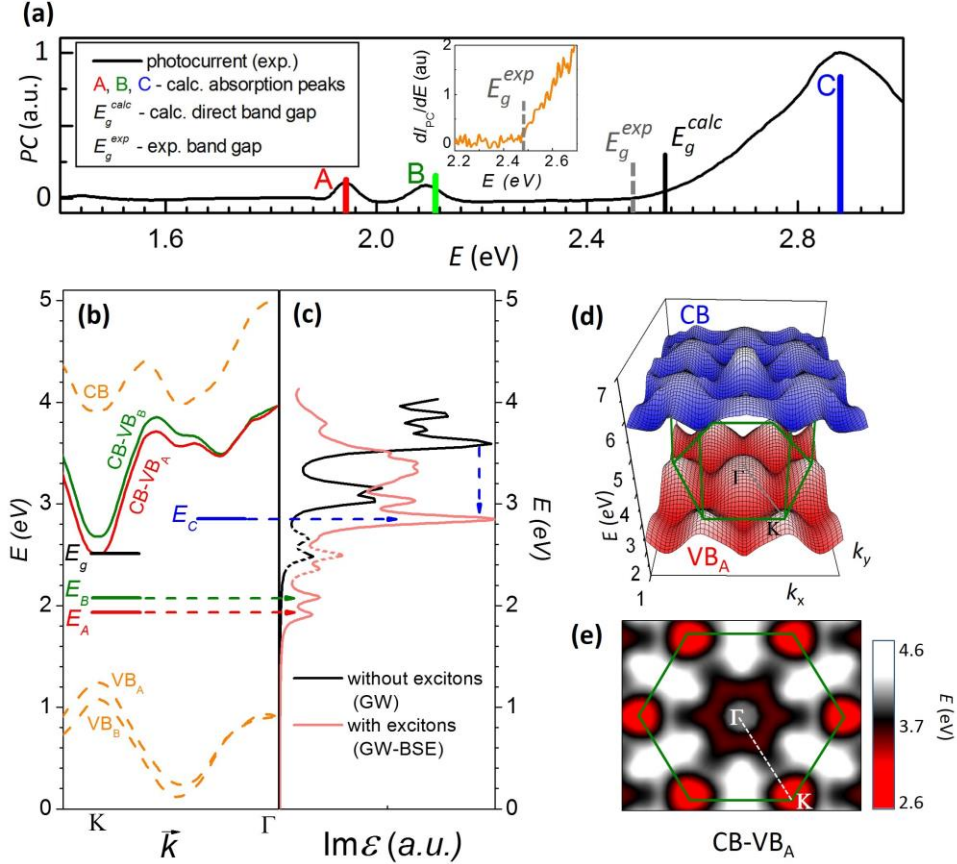 (a)
photocurrent (exp.)
A, B, C - calc. absorption peaks
E_g^calc - calc. direct band gap
E_g^exp - exp. band gap
PC (a.u.)
1
0
A
B
C
E_g^exp
E_g^calc
1.6 2.0 2.4 2.8
E (eV)
dI_PC/dE (au)
2
1
0
E_g^exp
2.2 2.4 2.6
E (eV)
(b)
E (eV)
5
4
3
2
1
0
CB
CB-VB_B
CB-VB_A
E_g
E_C
E_B
E_A
VB_A
VB_B
K Γ
k⃗
(c)
5
4
3
2
1
0
E (eV)
without excitons
(GW)
with excitons
(GW-BSE)
Imℰ (a.u.)
(d)
CB
7
6
5
4
3
2
1
E (eV)
Γ
K
VB_A
k_x
k_y
(e)
Γ
K
4.6
3.7
2.6
E (eV)
CB-VB_A